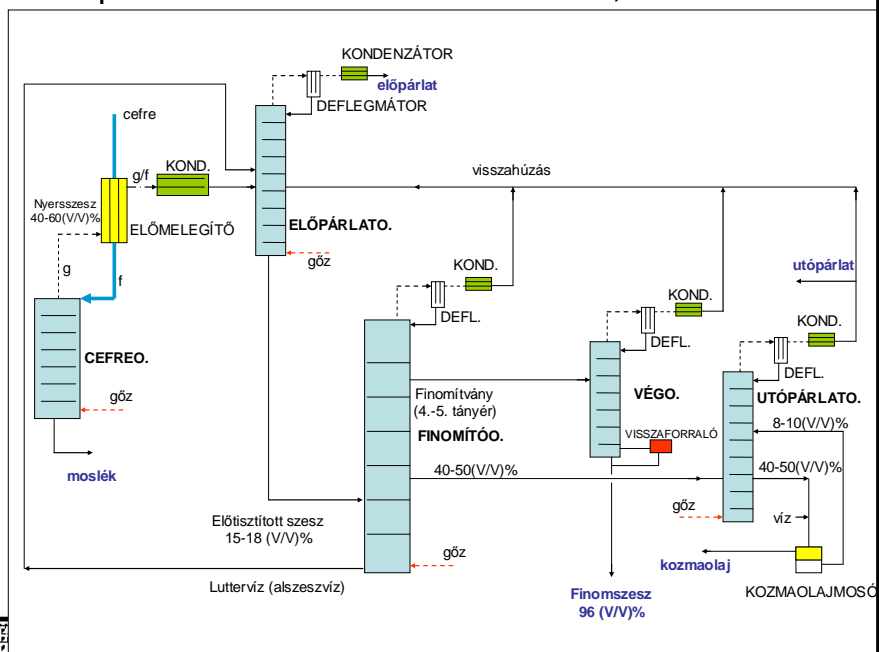 KONDENZÁTOR
előpárlat
DEFLEGMÁTOR
cefre
g/f
KOND.
visszahúzás
Nyersszesz
40-60(V/V)%
ELŐMELEGÍTŐ
ELŐPÁRLATO.
gőz
g
f
KOND.
DEFL.
utópárlat
KOND.
DEFL.
KOND.
DEFL.
CEFREO.
gőz
moslék
Finomítvány
(4.-5. tányér)
FINOMÍTÓO.
VÉGO.
VISSZAFORRALÓ
UTÓPÁRLATO.
8-10(V/V)%
40-50(V/V)%
40-50(V/V)%
gőz
víz
Előtisztított szesz
15-18 (V/V)%
gőz
kozmaolaj
KOZMAOLAJMOSÓ
Luttervíz (alszeszvíz)
Finomszesz
96 (V/V)%